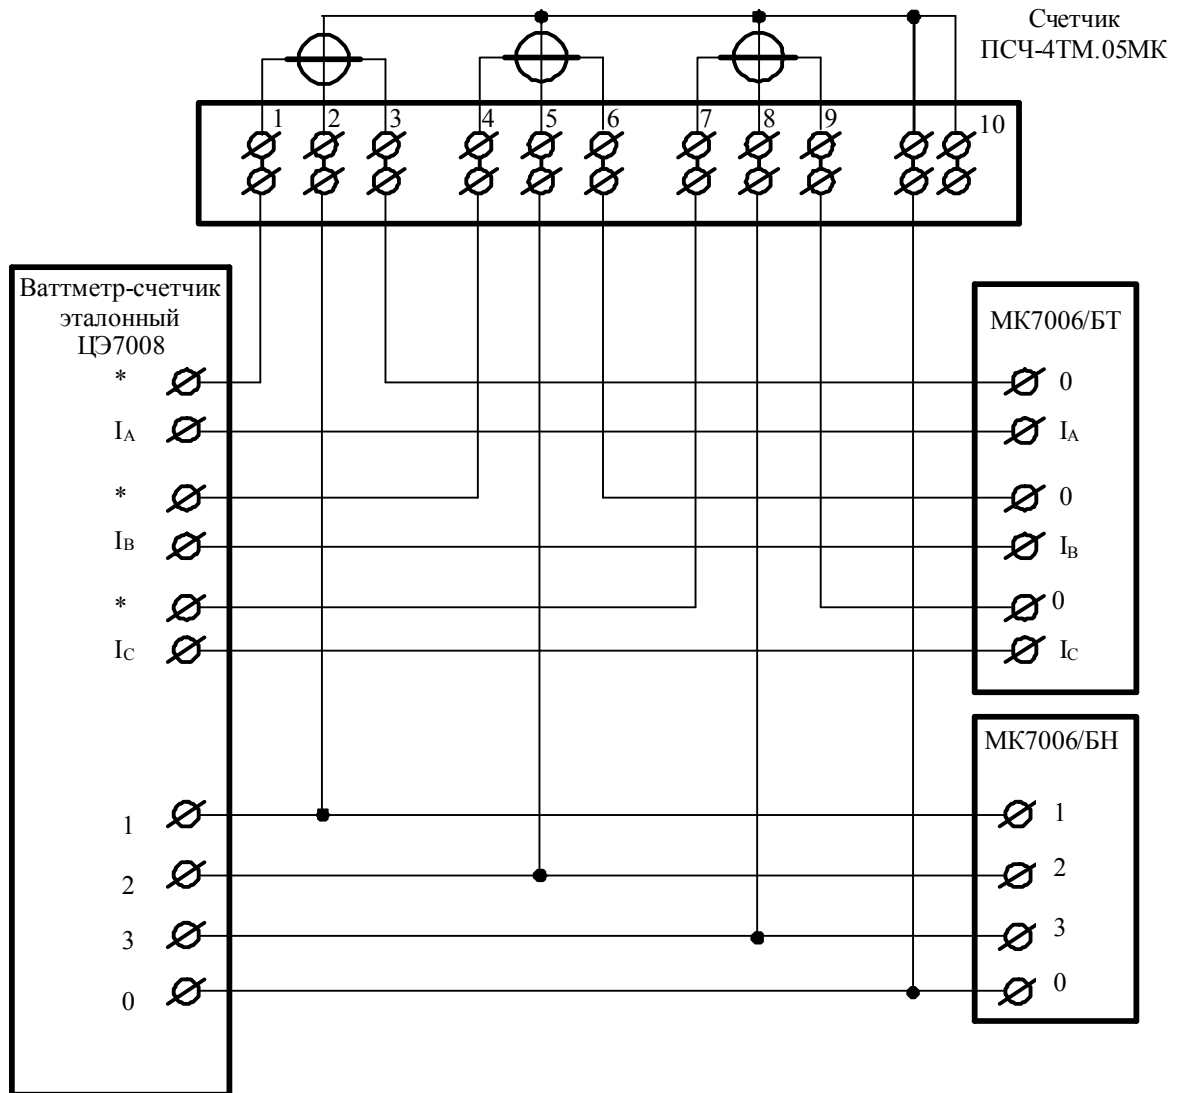 Счетчик
ПСЧ-4ТМ.05МК
1 2 3 4 5 6 7 8 9 10
Ваттметр-счетчик
эталонный
ЦЭ7008
*
IA
*
IB
*
IC
1
2
3
0
МК7006/БТ
0
IA
0
IB
0
IC
МК7006/БН
1
2
3
0